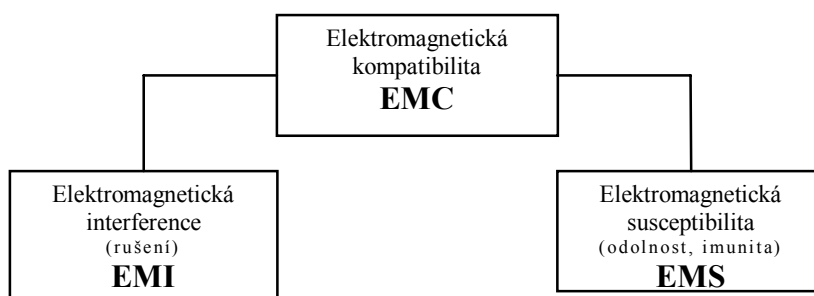 Elektromagnetická
kompatibilita
EMC
Elektromagnetická
interference
(rušení)
EMI
Elektromagnetická
susceptibilita
(odolnost, imunita)
EMS